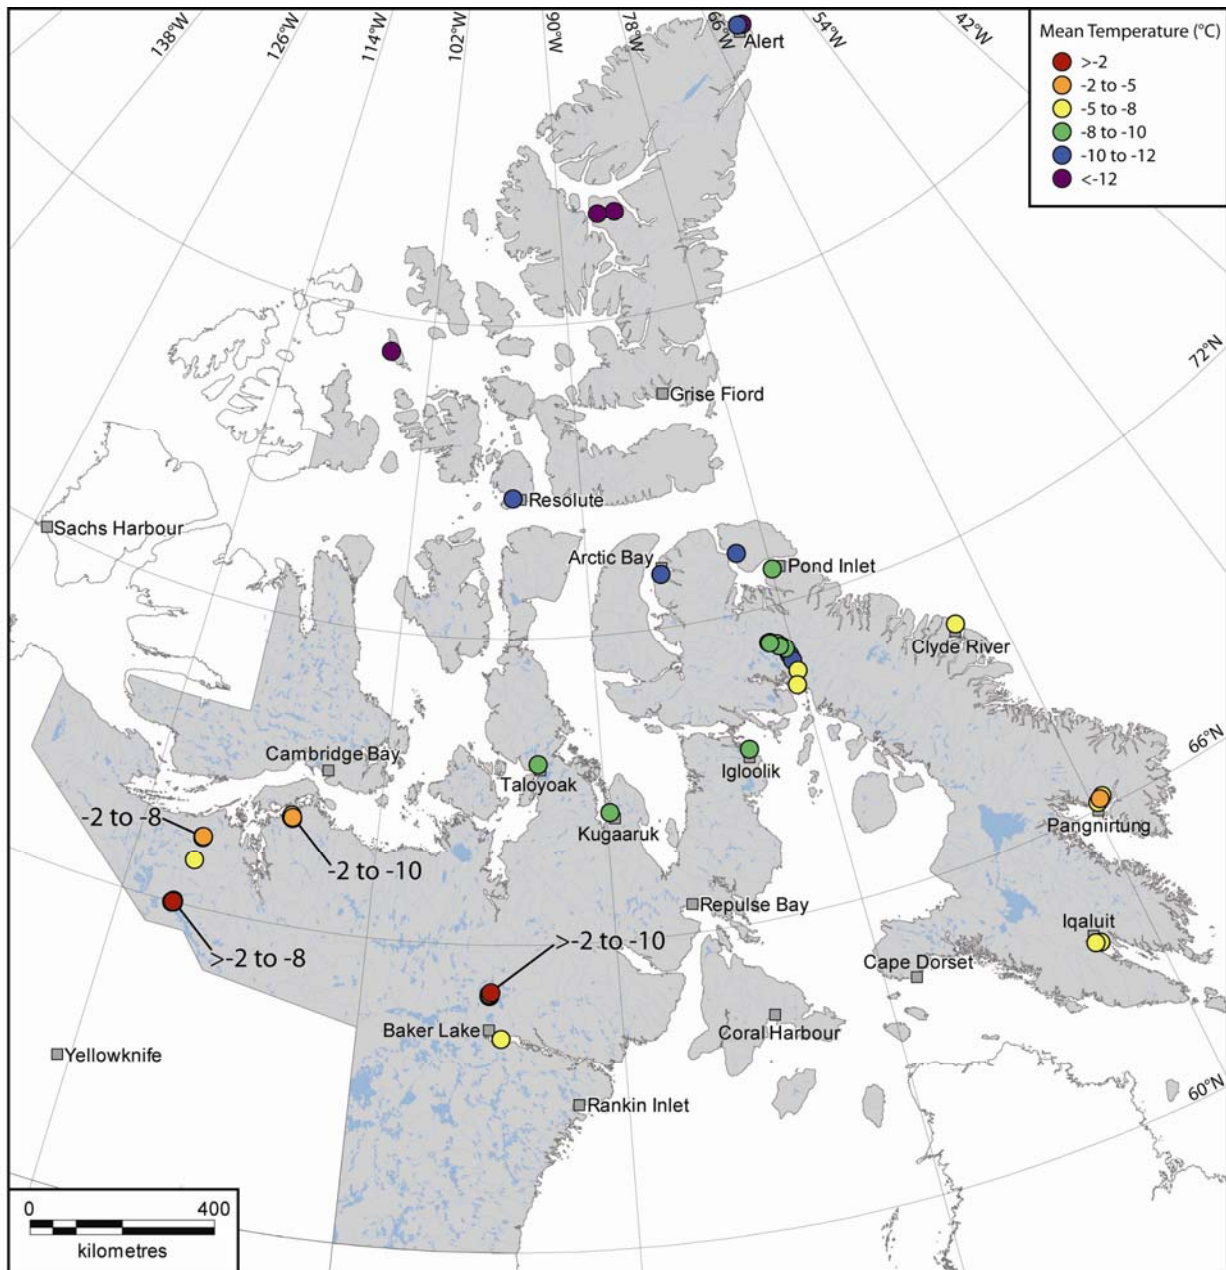 138°W
126°W
114°W
102°W
90°W
78°W
66°W
54°W
42°W
Mean Temperature (°C)
>-2
-2 to -5
-5 to -8
-8 to -10
-10 to -12
<-12
Alert
72°N
Grise Fiord
Resolute
Sachs Harbour
Arctic Bay
Pond Inlet
Clyde River
66°N
Cambridge Bay
Taloyoak
Igloolik
-2 to -8
Kugaaruk
Pangnirtung
-2 to -10
Repulse Bay
Iqaluit
>-2 to -8
>-2 to -10
Cape Dorset
Baker Lake
Coral Harbour
Yellowknife
Rankin Inlet
60°N
0 400
kilometres